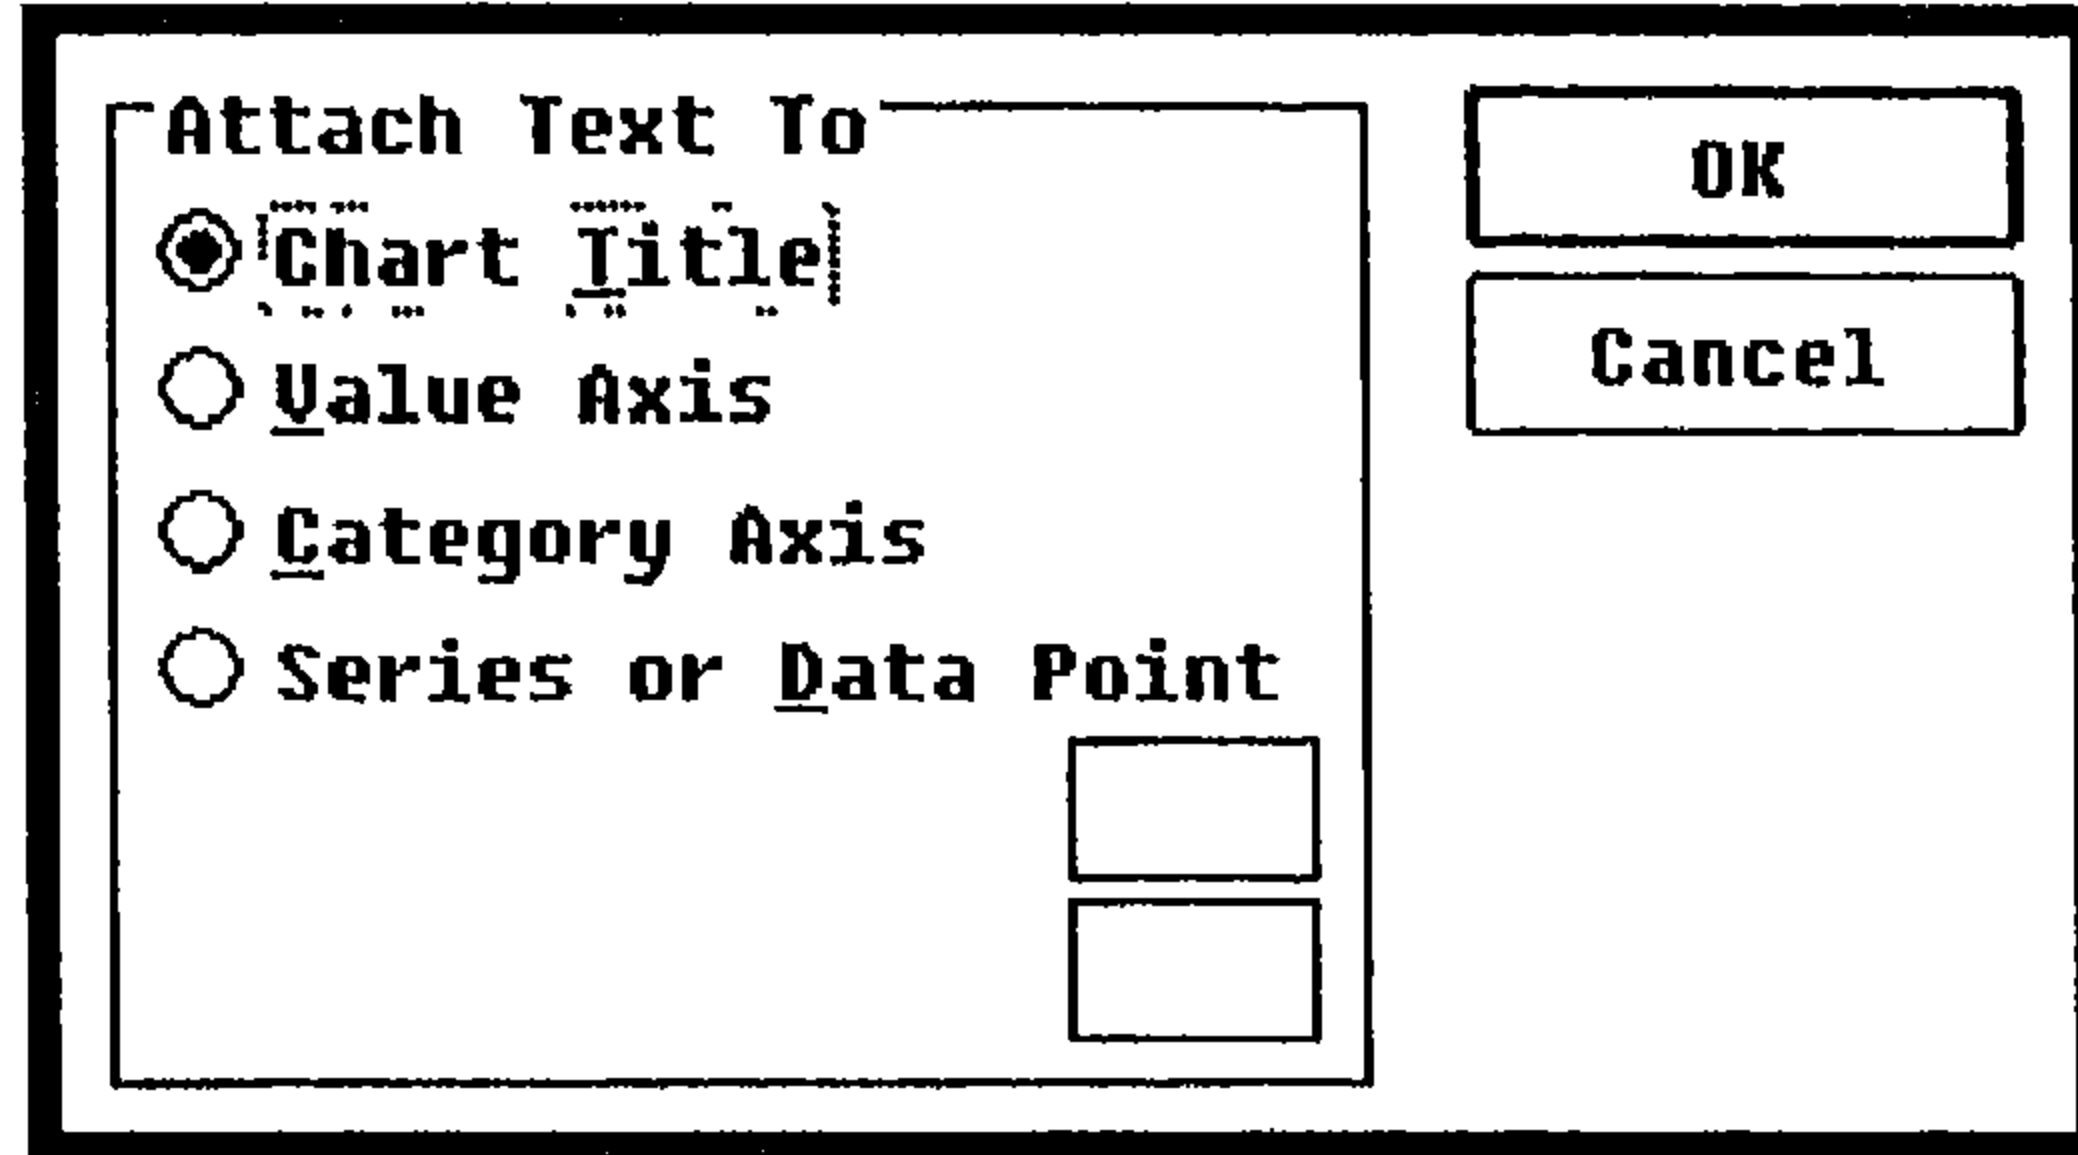 Attach Text To
Chart Title
Value Axis
Category Axis
Series or Data Point
OK
Cancel